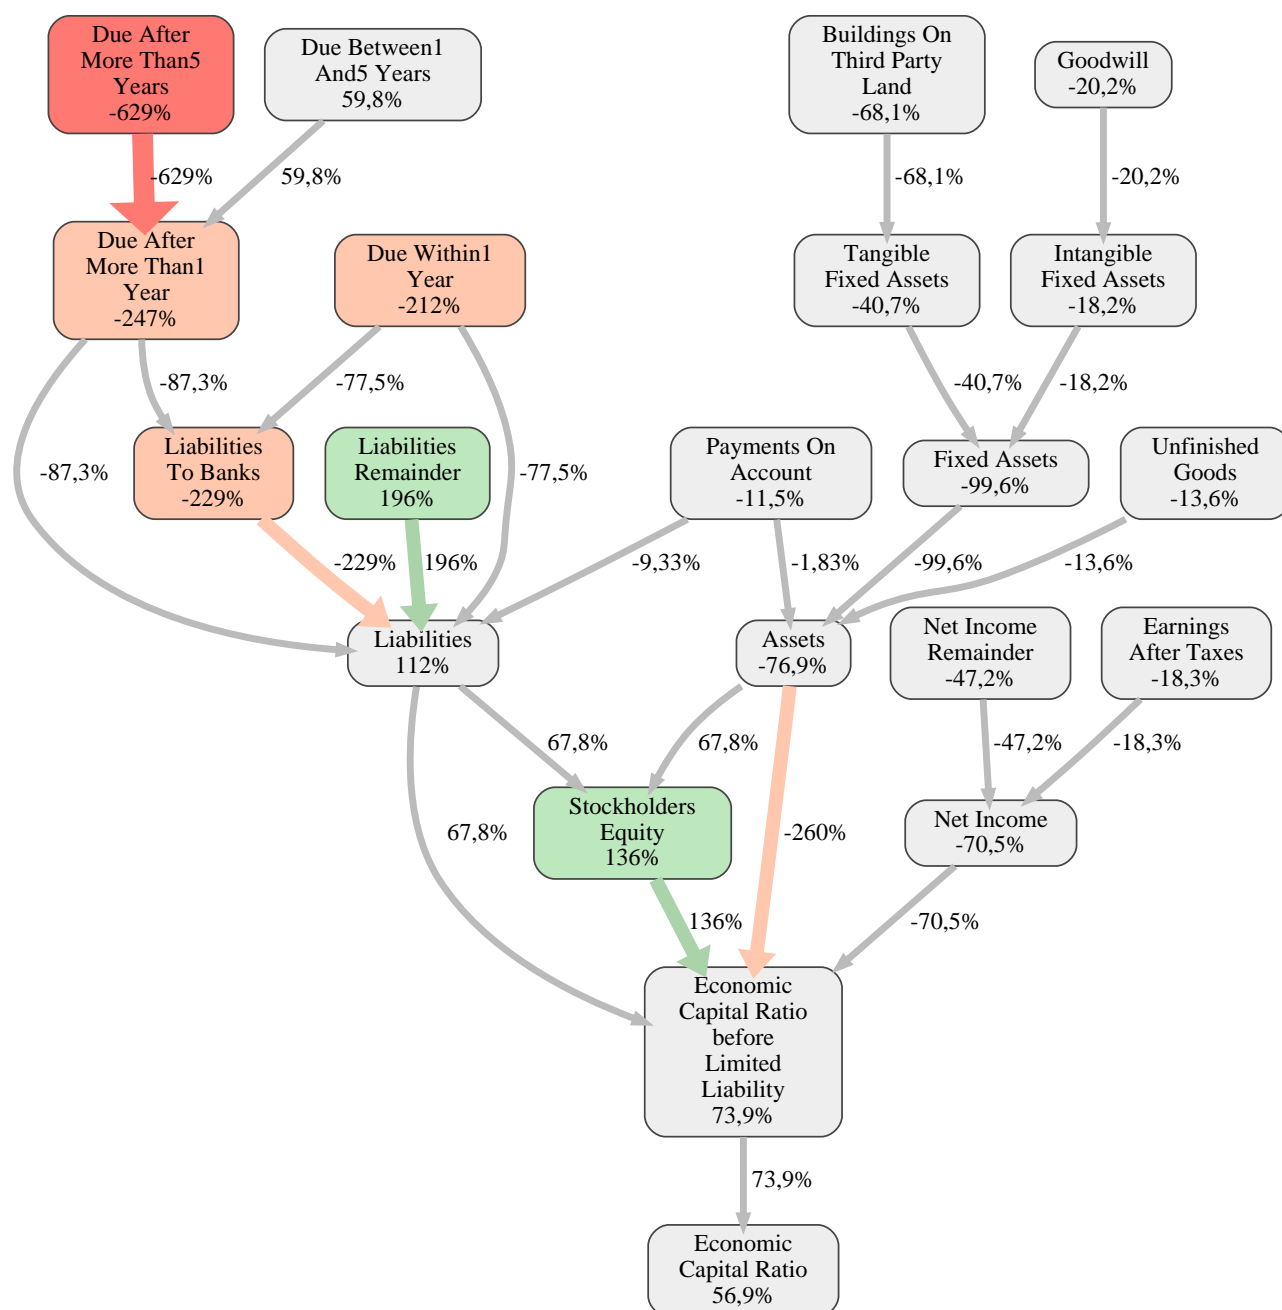 Due After
More Than5
Years
-629%
Due Between1
And5 Years
59,8%
Buildings On
Third Party
Land
-68,1%
Goodwill
-20,2%
-629%
59,8%
-68,1%
-20,2%
Due After
More Than1
Year
-247%
Due Within1
Year
-212%
Tangible
Fixed Assets
-40,7%
Intangible
Fixed Assets
-18,2%
-87,3%
-77,5%
-40,7%
-18,2%
Liabilities
To Banks
-229%
Liabilities
Remainder
196%
Payments On
Account
-11,5%
Fixed Assets
-99,6%
Unfinished
Goods
-13,6%
-87,3%
-77,5%
-229%
196%
-9,33%
-1,83%
-99,6%
-13,6%
Liabilities
112%
Assets
-76,9%
Net Income
Remainder
-47,2%
Earnings
After Taxes
-18,3%
67,8%
67,8%
-47,2%
-18,3%
Stockholders
Equity
136%
Net Income
-70,5%
67,8%
-260%
136%
-70,5%
Economic
Capital Ratio
before
Limited
Liability
73,9%
73,9%
Economic
Capital Ratio
56,9%